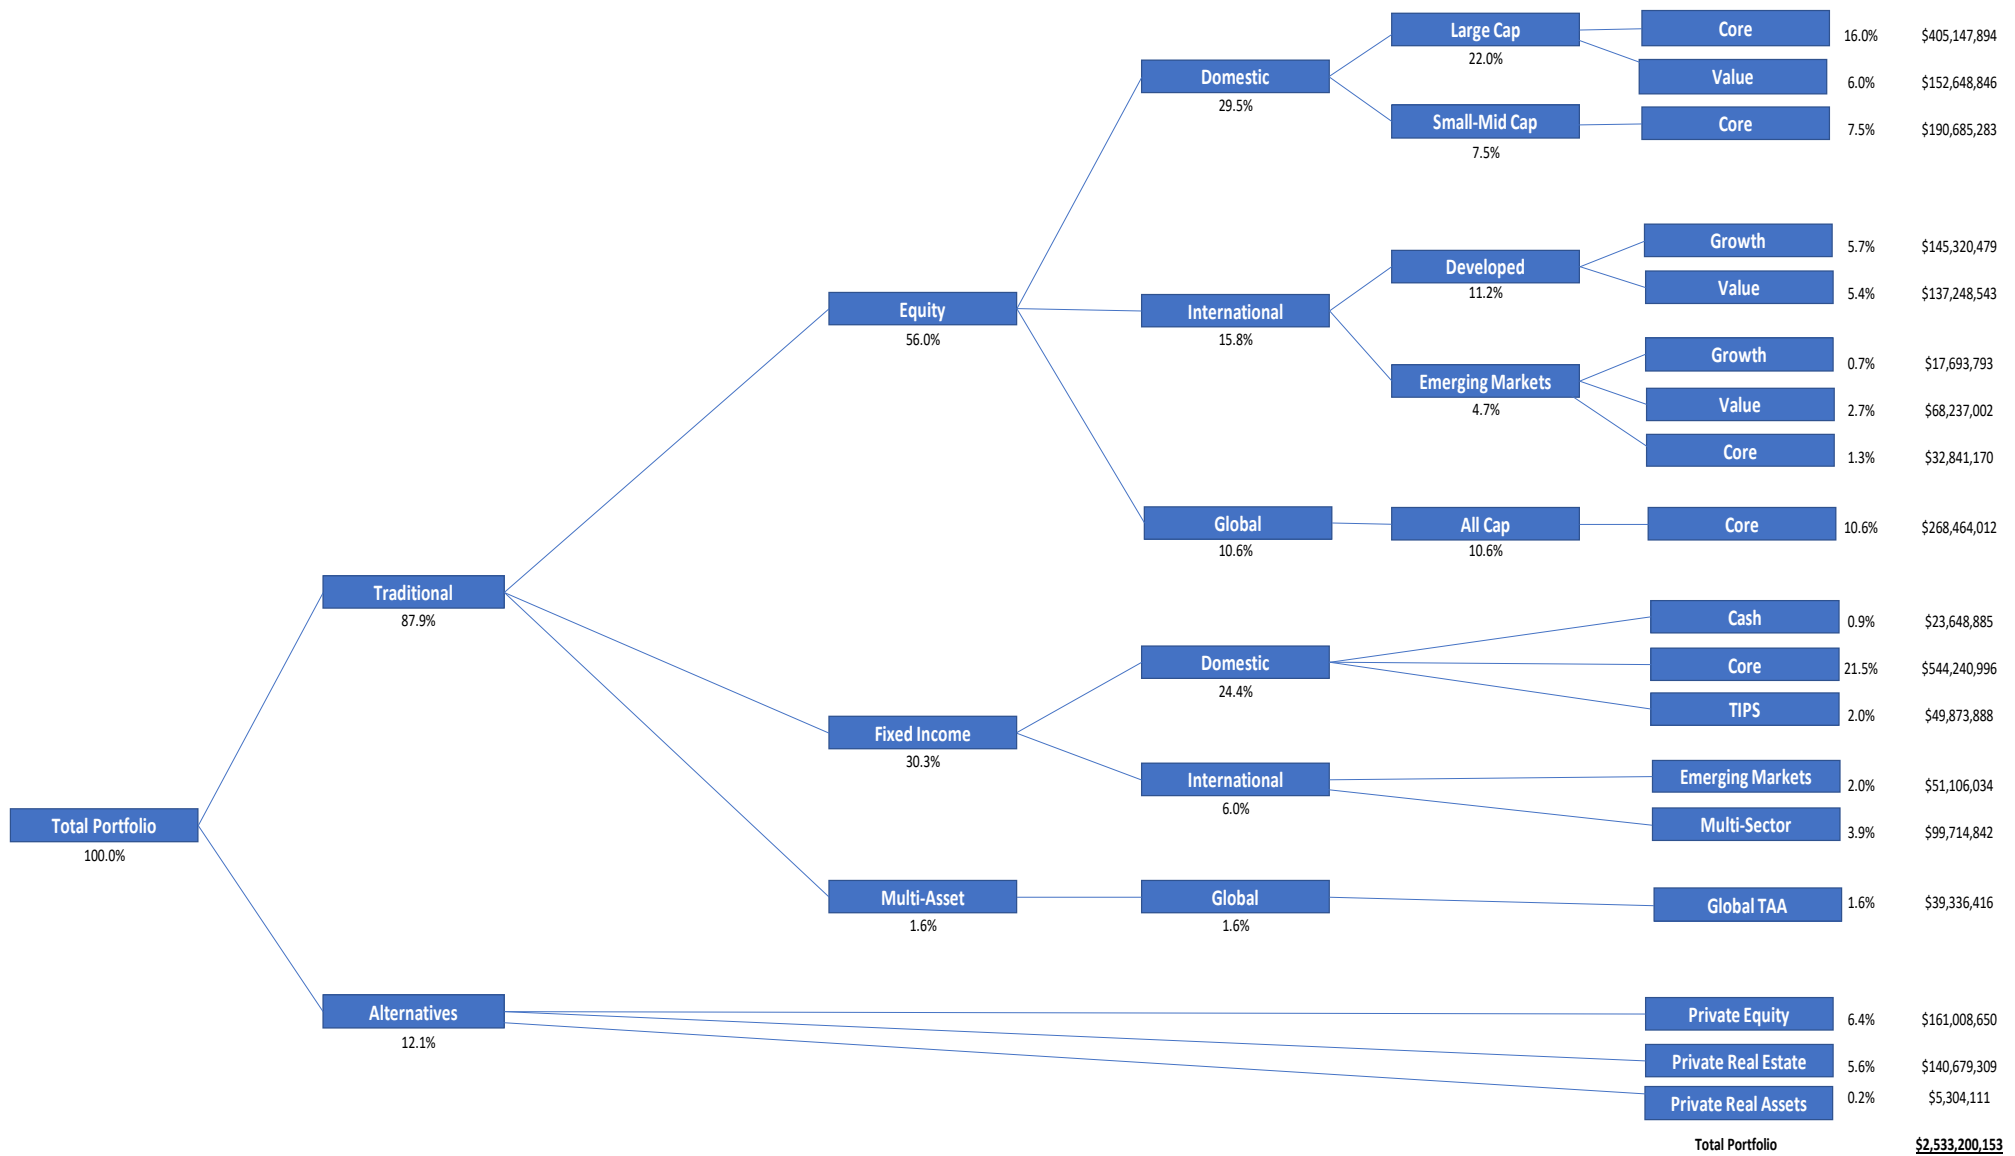 Large Cap
22.0%
Core
16.0%
$405,147,894
Domestic
29.5%
Value
6.0%
$152,648,846
Small-Mid Cap
7.5%
Core
7.5%
$190,685,283
Growth
5.7%
$145,320,479
Developed
11.2%
Value
5.4%
$137,248,543
Equity
56.0%
International
15.8%
Growth
0.7%
$17,693,793
Emerging Markets
4.7%
Value
2.7%
$68,237,002
Core
1.3%
$32,841,170
Global
10.6%
All Cap
10.6%
Core
10.6%
$268,464,012
Traditional
87.9%
Cash
0.9%
$23,648,885
Domestic
24.4%
Core
21.5%
$544,240,996
TIPS
2.0%
$49,873,888
Fixed Income
30.3%
International
6.0%
Emerging Markets
2.0%
$51,106,034
Total Portfolio
100.0%
Multi-Sector
3.9%
$99,714,842
Multi-Asset
1.6%
Global
1.6%
Global TAA
1.6%
$39,336,416
Alternatives
12.1%
Private Equity
6.4%
$161,008,650
Private Real Estate
5.6%
$140,679,309
Private Real Assets
0.2%
$5,304,111
Total Portfolio
$2,533,200,153